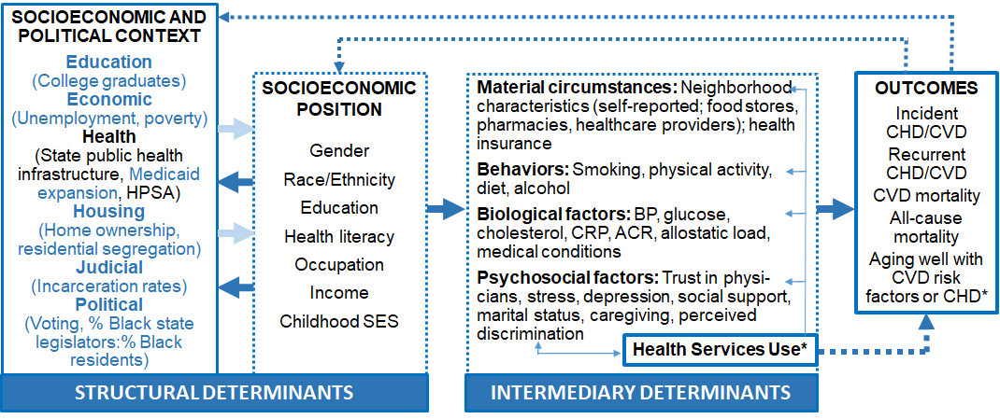 SOCIOECONOMIC AND
POLITICAL CONTEXT
Education
(College graduates)
Economic
(Unemployment, poverty)
Health
(State public health
infrastructure, Medicaid
expansion, HPSA)
Housing
(Home ownership,
residential segregation)
Judicial
(Incarceration rates)
Political
(Voting, % Black state
legislators:% Black
residents)
SOCIOECONOMIC
POSITION
Gender
Race/Ethnicity
Education
Health literacy
Occupation
Income
Childhood SES
STRUCTURAL DETERMINANTS
Material circumstances: Neighborhood
characteristics (self-reported; food stores,
pharmacies, healthcare providers); health
insurance
Behaviors: Smoking, physical activity,
diet, alcohol
Biological factors: BP, glucose,
cholesterol, CRP, ACR, allostatic load,
medical conditions
Psychosocial factors: Trust in physi-
cians, stress, depression, social support,
marital status, caregiving, perceived
discrimination
Health Services Use*
INTERMEDIARY DETERMINANTS
OUTCOMES
Incident
CHD/CVD
Recurrent
CHD/CVD
CVD mortality
All-cause
mortality
Aging well with
CVD risk
factors or CHD*